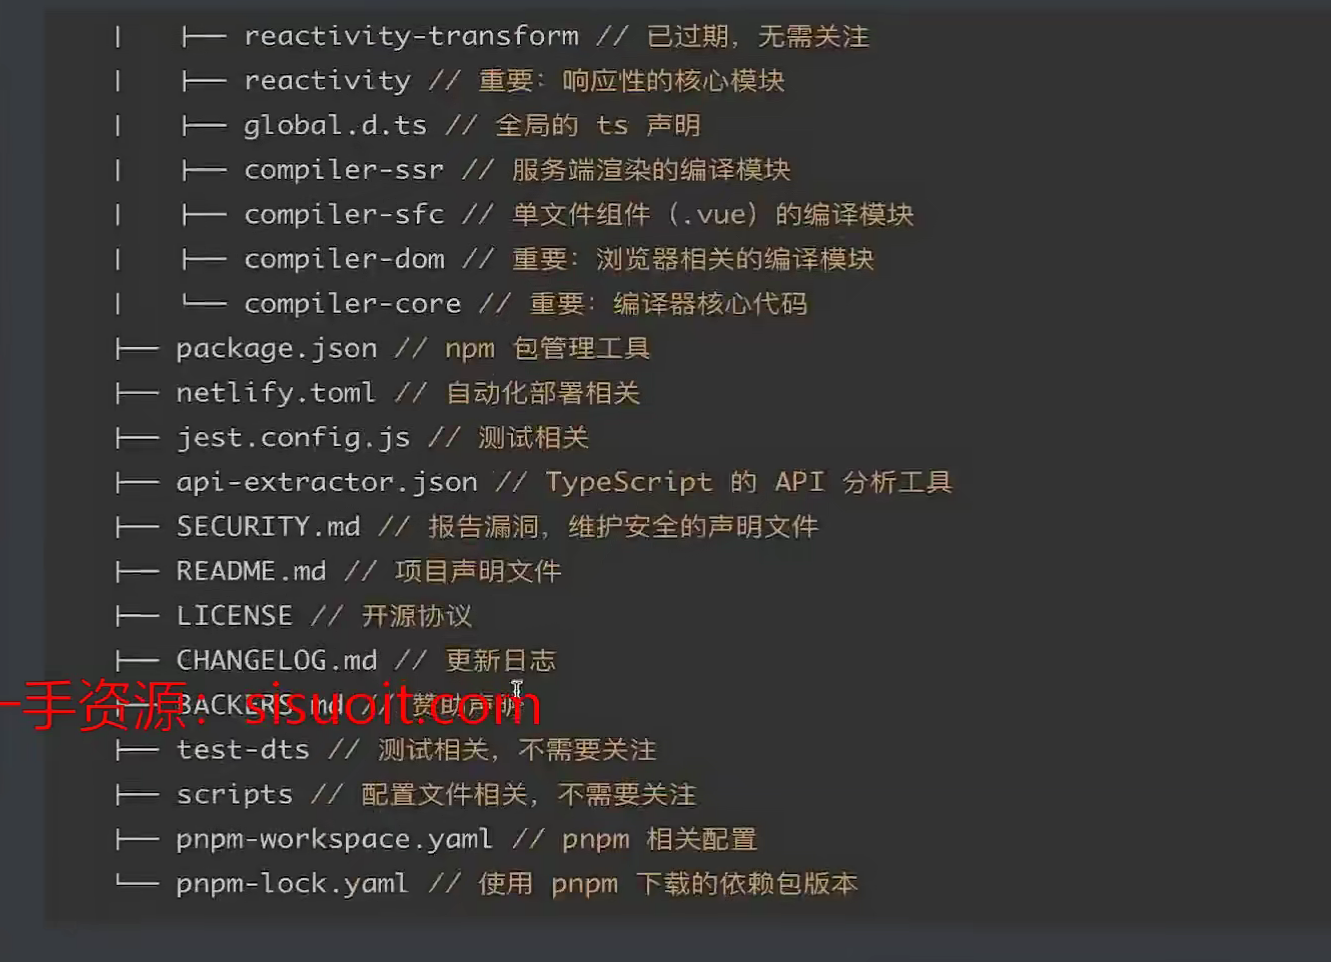 |   ├── reactivity-transform // 已过期，无需关注
|   ├── reactivity // 重要：响应性的核心模块
|   ├── global.d.ts // 全局的 ts 声明
|   ├── compiler-ssr // 服务端渲染的编译模块
|   ├── compiler-sfc // 单文件组件（.vue）的编译模块
|   ├── compiler-dom // 重要：浏览器相关的编译模块
|   └── compiler-core // 重要：编译器核心代码
├── package.json // npm 包管理工具
├── netlify.toml // 自动化部署相关
├── jest.config.js // 测试相关
├── api-extractor.json // TypeScript 的 API 分析工具
├── SECURITY.md // 报告漏洞，维护安全的声明文件
├── README.md // 项目声明文件
├── LICENSE // 开源协议
├── CHANGELOG.md // 更新日志
├── BACKERS.md // 赞助声明
一手资源：sisuoit.com
├── test-dts // 测试相关，不需要关注
├── scripts // 配置文件相关，不需要关注
├── pnpm-workspace.yaml // pnpm 相关配置
└── pnpm-lock.yaml // 使用 pnpm 下载的依赖包版本